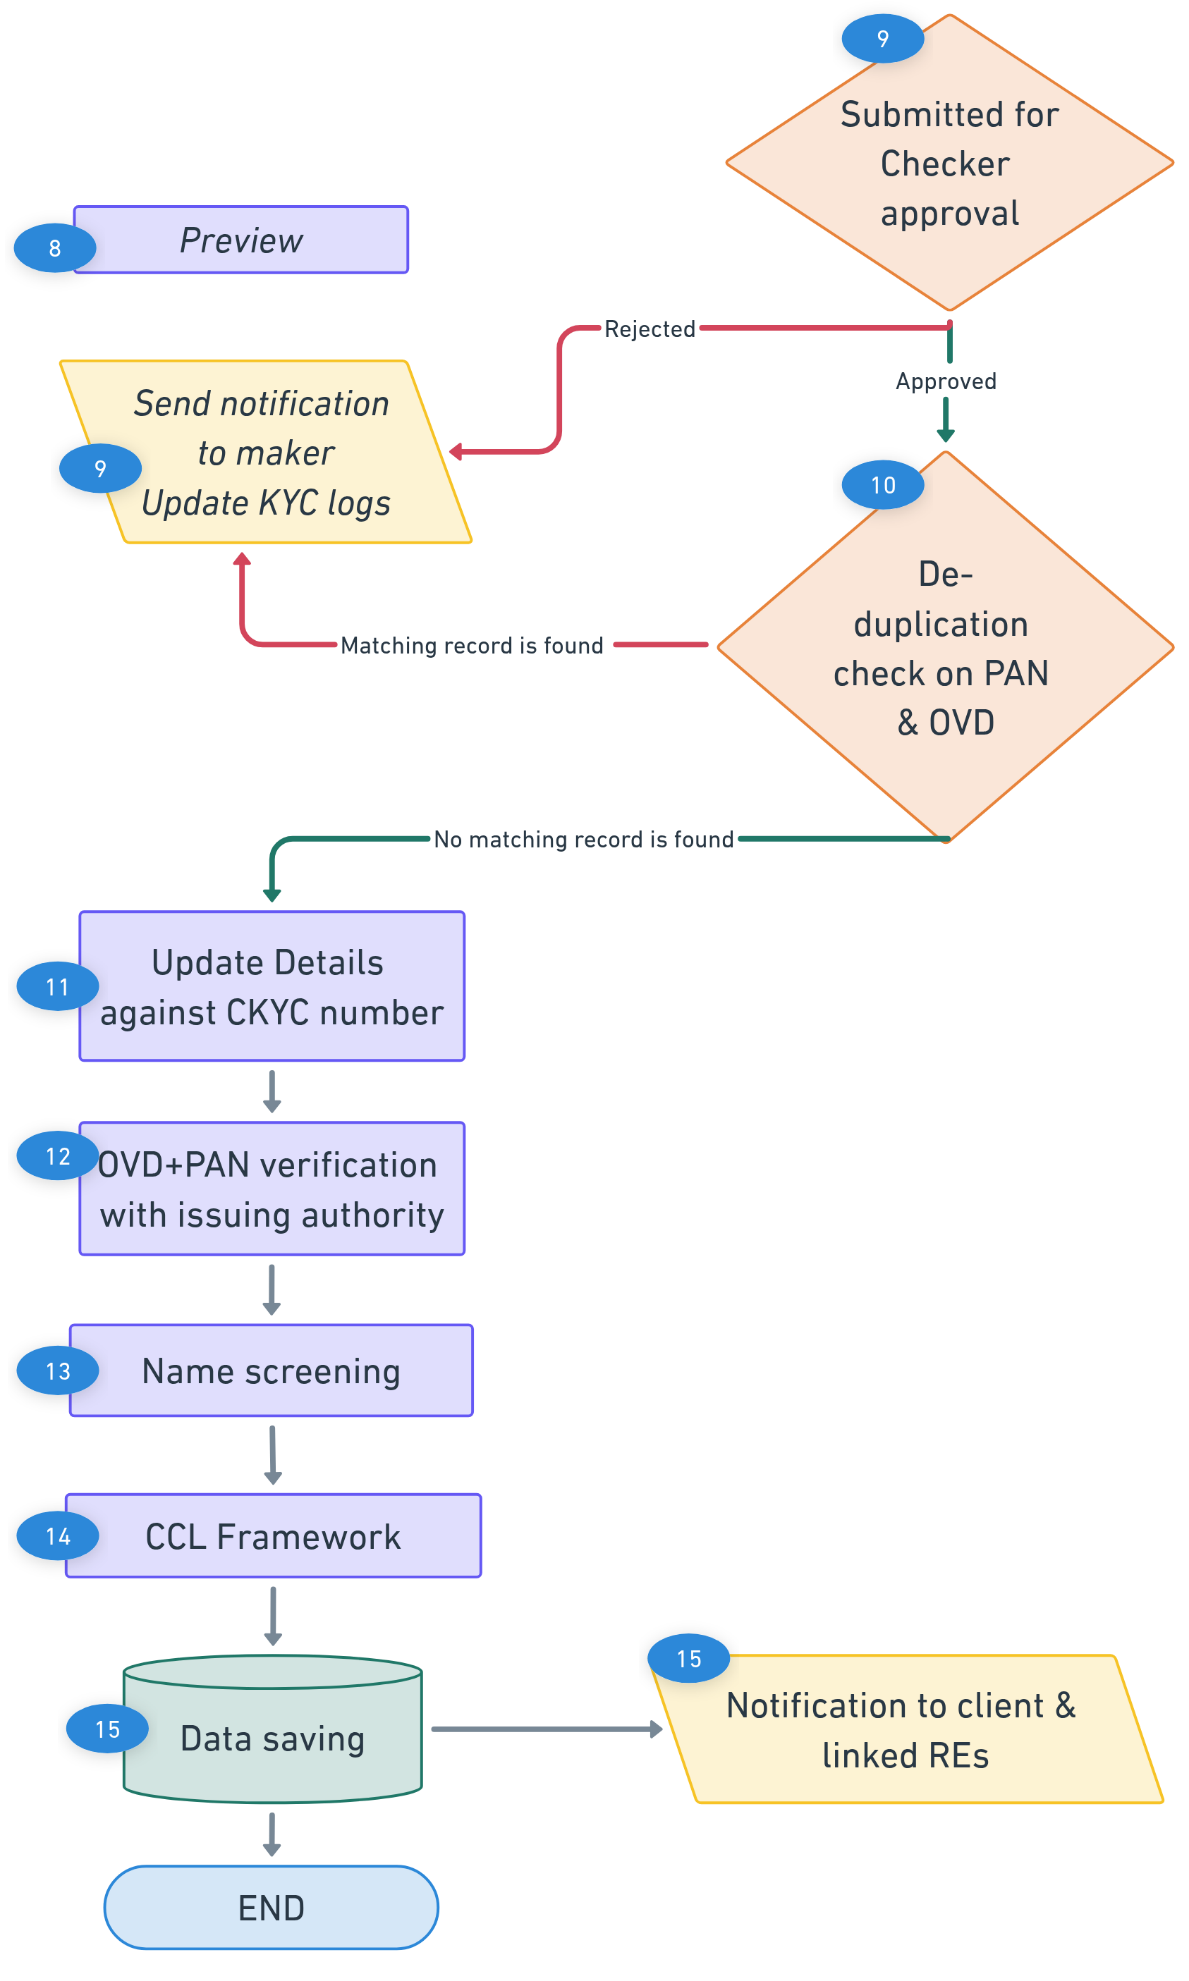 9
Submitted for
Checker
approval
8
Preview
Rejected
Approved
Send notification
to maker
Update KYC logs
9
10
De-
duplication
check on PAN
& OVD
Matching record is found
No matching record is found
11
Update Details
against CKYC number
12
OVD+PAN verification
with issuing authority
13
Name screening
14
CCL Framework
15
Data saving
15
Notification to client &
linked REs
END